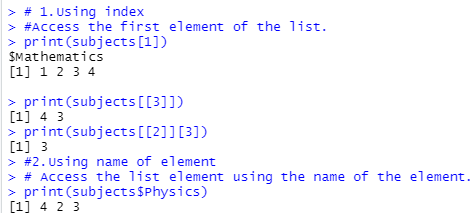 > # 1.Using index
> #Access the first element of the list.
> print(subjects[1])
$Mathematics
[1] 1 2 3 4
> print(subjects[[3]])
[1] 4 3
> print(subjects[[2]][3])
[1] 3
> #2.Using name of element
> # Access the list element using the name of the element.
> print(subjects$Physics)
[1] 4 2 3